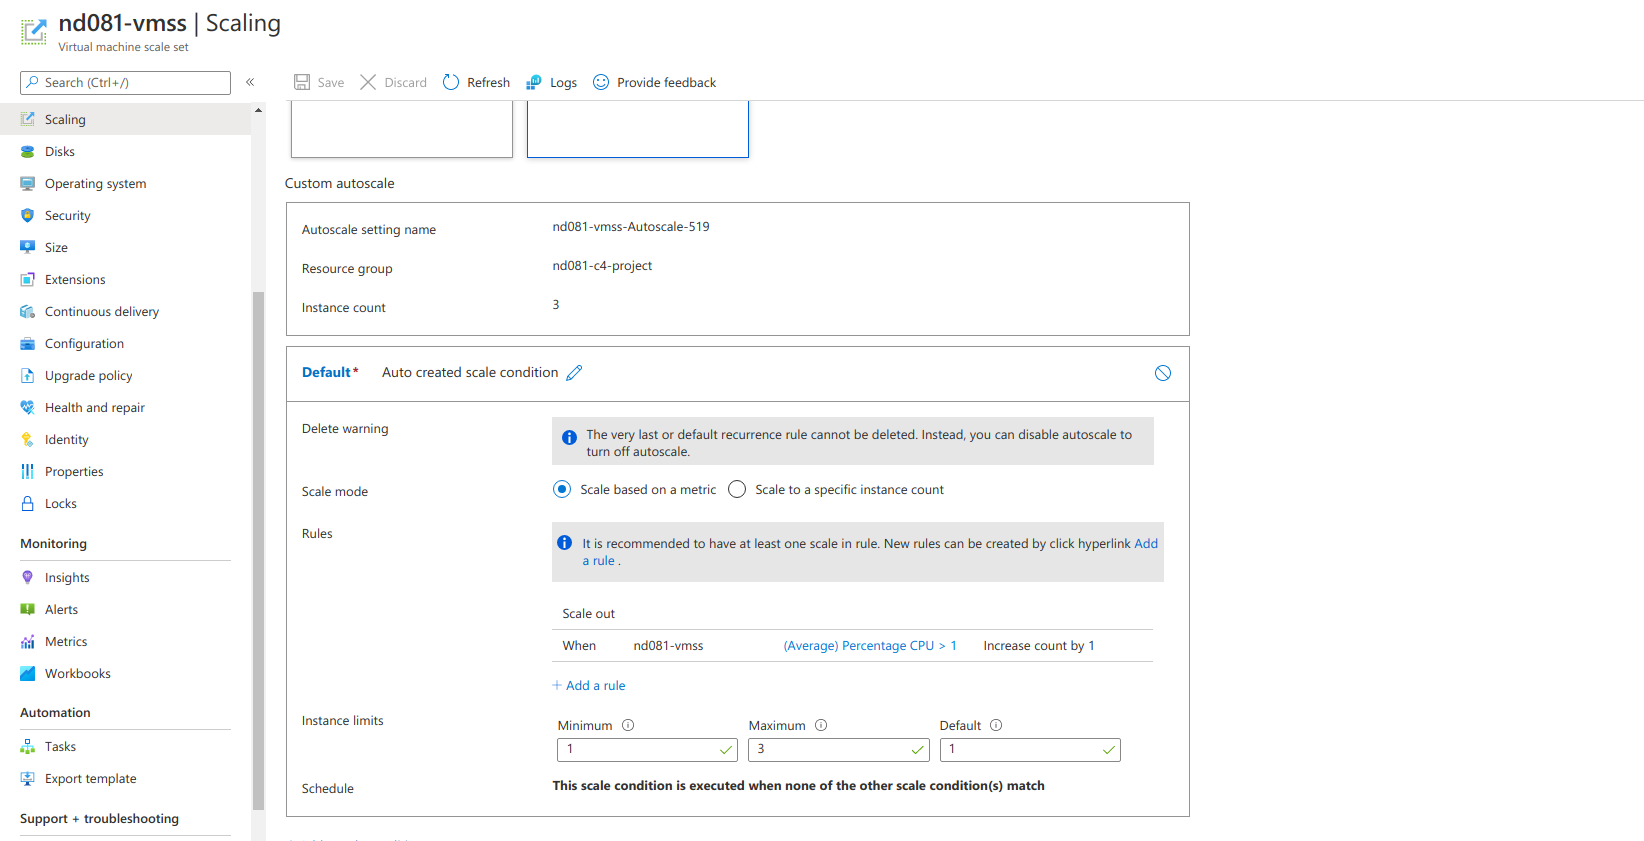 nd081-vmss | Scaling
Virtual machine scale set
Search (Ctrl+/)
«
Save
Discard
Refresh
Logs
Provide feedback
Scaling
Disks
Operating system
Security
Size
Extensions
Continuous delivery
Configuration
Upgrade policy
Health and repair
Identity
Properties
Locks
Monitoring
Insights
Alerts
Metrics
Workbooks
Automation
Tasks
Export template
Support + troubleshooting
Custom autoscale
Autoscale setting name nd081-vmss-Autoscale-519
Resource group nd081-c4-project
Instance count 3
Default* Auto created scale condition
Delete warning
The very last or default recurrence rule cannot be deleted. Instead, you can disable autoscale to
turn off autoscale.
Scale mode Scale based on a metric Scale to a specific instance count
Rules
It is recommended to have at least one scale in rule. New rules can be created by click hyperlink Add
a rule .
Scale out
When nd081-vmss (Average) Percentage CPU > 1 Increase count by 1
+ Add a rule
Instance limits
Minimum Maximum Default
1 3 1
Schedule This scale condition is executed when none of the other scale condition(s) match